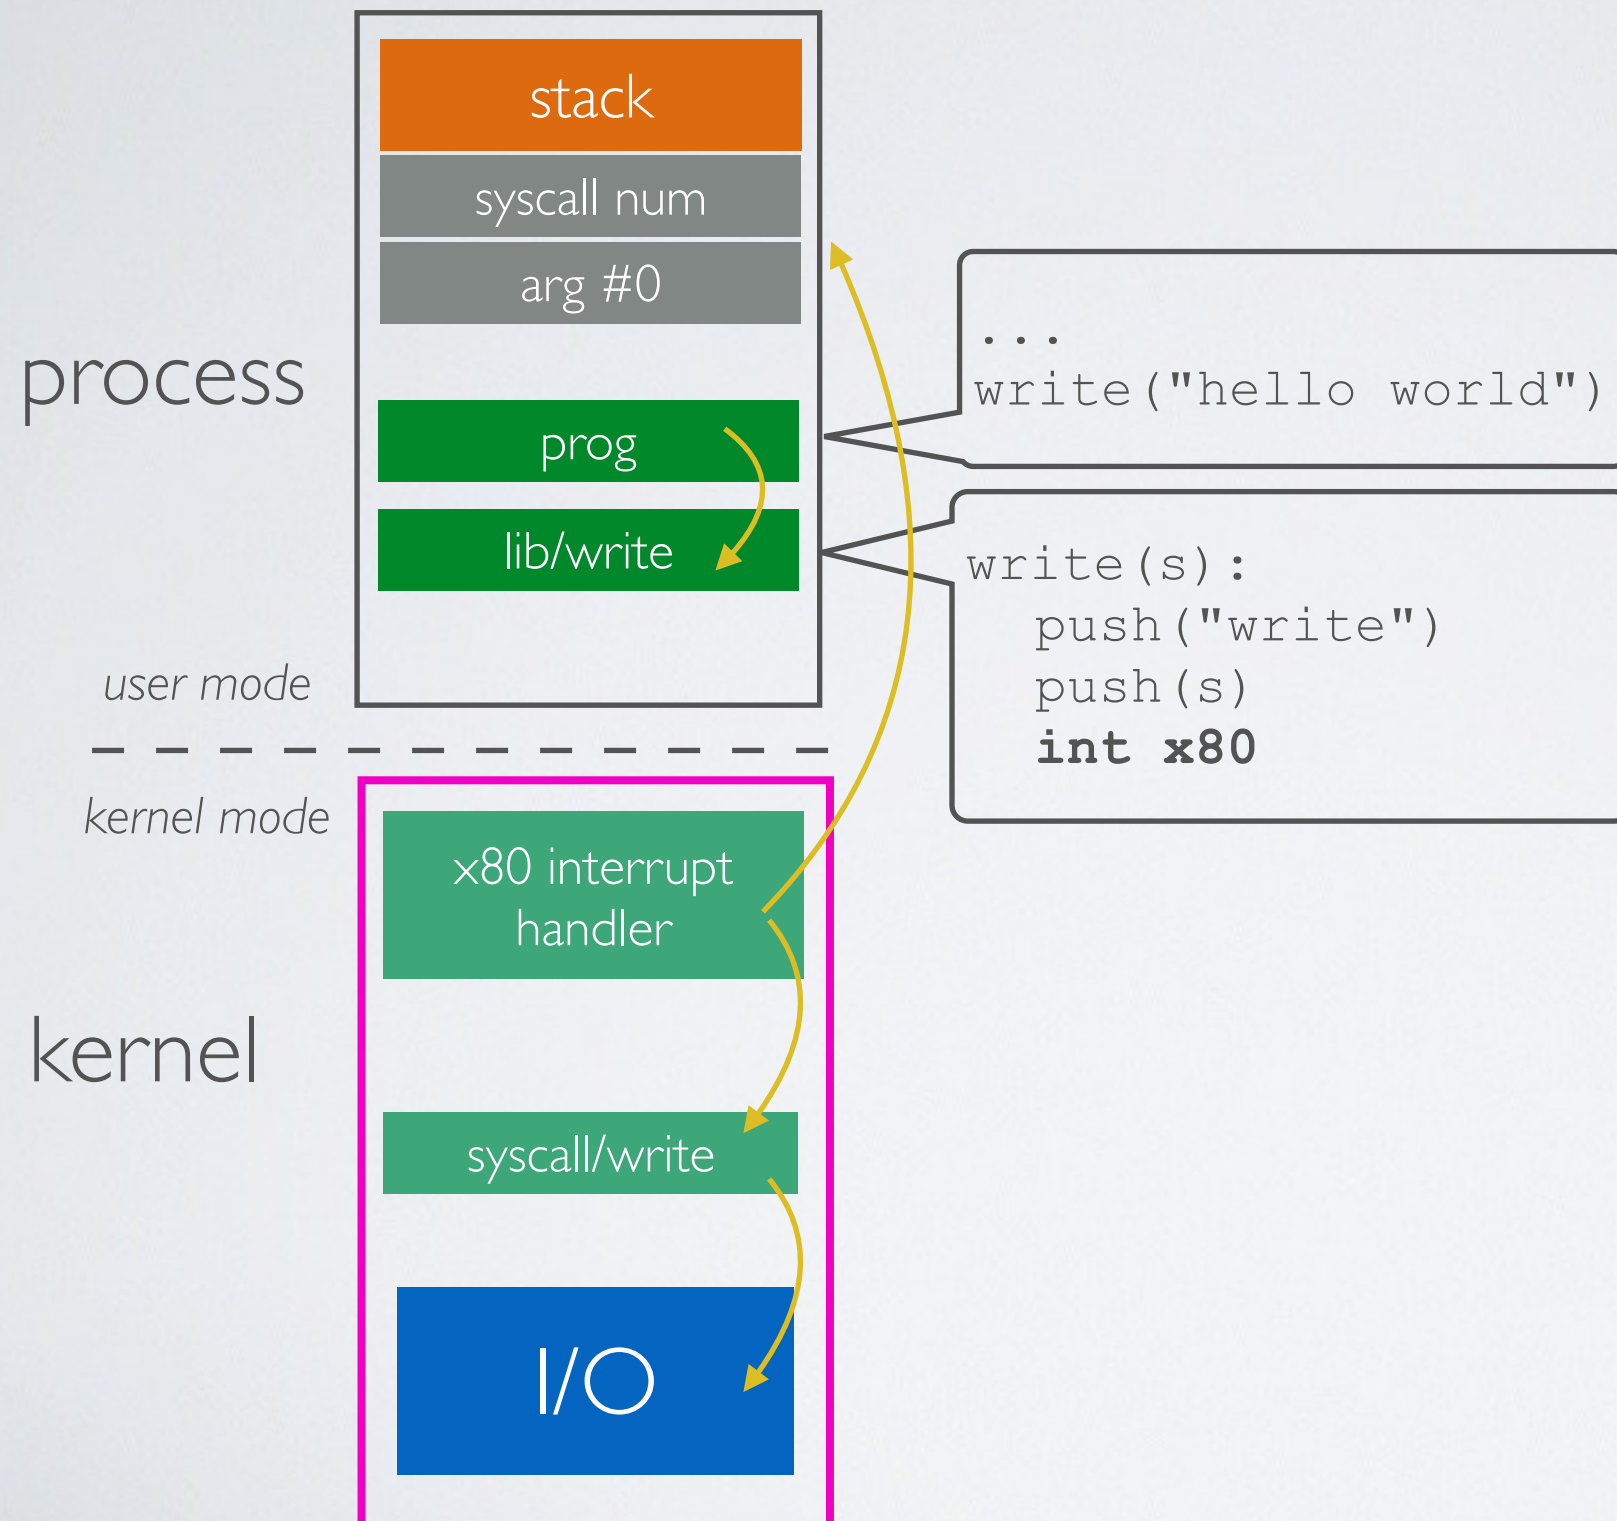 stack
syscall num
arg #0
process
prog
lib/write
...
write("hello world")
write(s):
push("write")
push(s)
int x80
user mode
kernel mode
x80 interrupt
handler
kernel
syscall/write
I/O